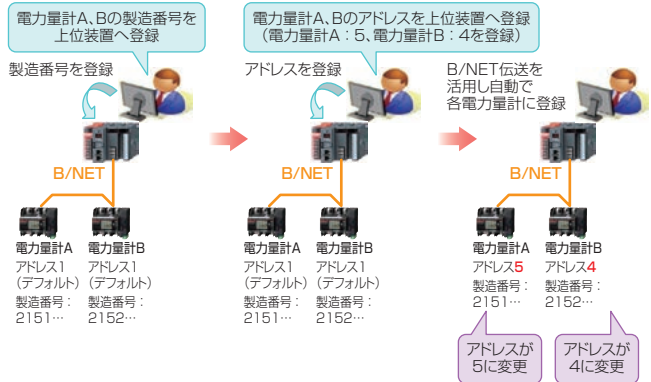 電力量計A、Bの製造番号を
上位装置へ登録
製造番号を登録
B/NET
電力量計A
アドレス1
(デフォルト)
製造番号：
2151…
電力量計B
アドレス1
(デフォルト)
製造番号：
2152…
電力量計A、Bのアドレスを上位装置へ登録
(電力量計A：5、電力量計B：4を登録)
アドレスを登録
B/NET
電力量計A
アドレス1
(デフォルト)
製造番号：
2151…
電力量計B
アドレス1
(デフォルト)
製造番号：
2152…
B/NET伝送を
活用し自動で
各電力量計に登録
B/NET
電力量計A
アドレス5
製造番号：
2151…
電力量計B
アドレス4
製造番号：
2152…
アドレスが
5に変更
アドレスが
4に変更